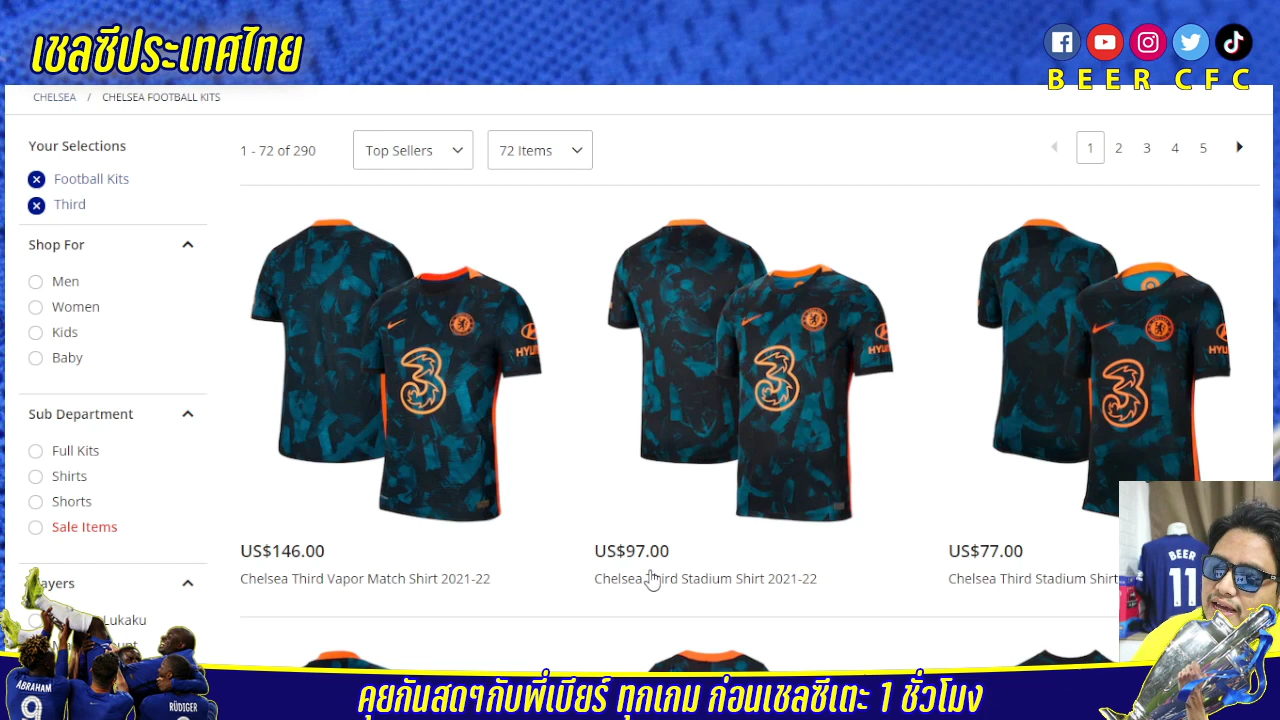 เชลซีประเทศไทย
BEER CFC
CHELSEA / CHELSEA FOOTBALL KITS
Your Selections
Football Kits
Third
Shop For
Men
Women
Kids
Baby
Sub Department
Full Kits
Shirts
Shorts
Sale Items
Lukaku
1 - 72 of 290
Top Sellers
72 Items
1 2 3 4 5
3
3
3
US$146.00
Chelsea Third Vapor Match Shirt 2021-22
US$97.00
Chelsea Third Stadium Shirt 2021-22
US$77.00
Chelsea Third Stadium Shirt
BEER
11
ABRAHAM
9
RÜDIGER
คุยกันสดๆกับพี่เบียร์ ทุกเกม ก่อนเชลซีเตะ 1 ชั่วโมง